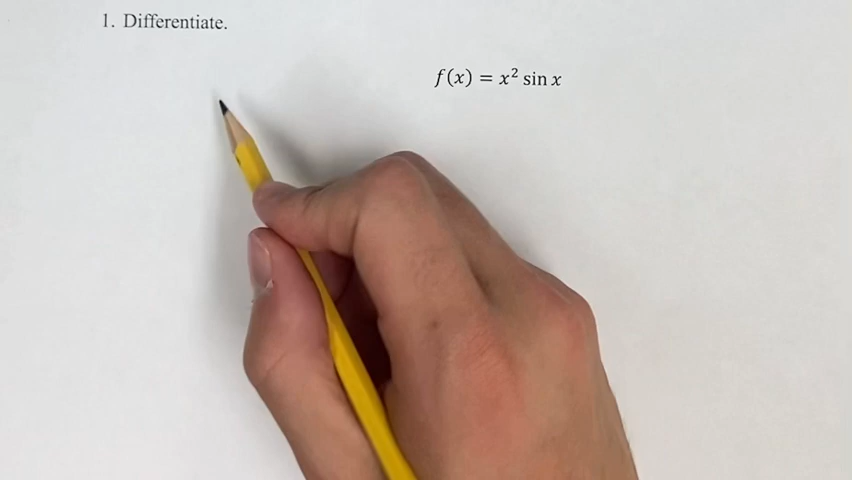 1. Differentiate.
f(x) = x² sin x